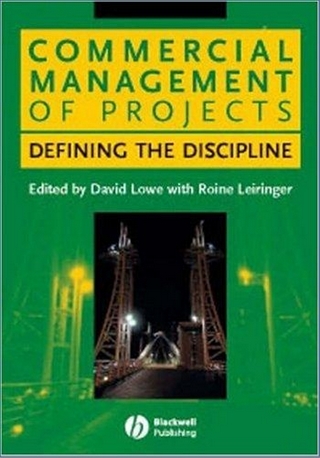 COMMERCIAL
MANAGEMENT
OF PROJECTS
DEFINING THE DISCIPLINE
Edited by David Lowe with Roine Leiringer
Blackwell
Publishing